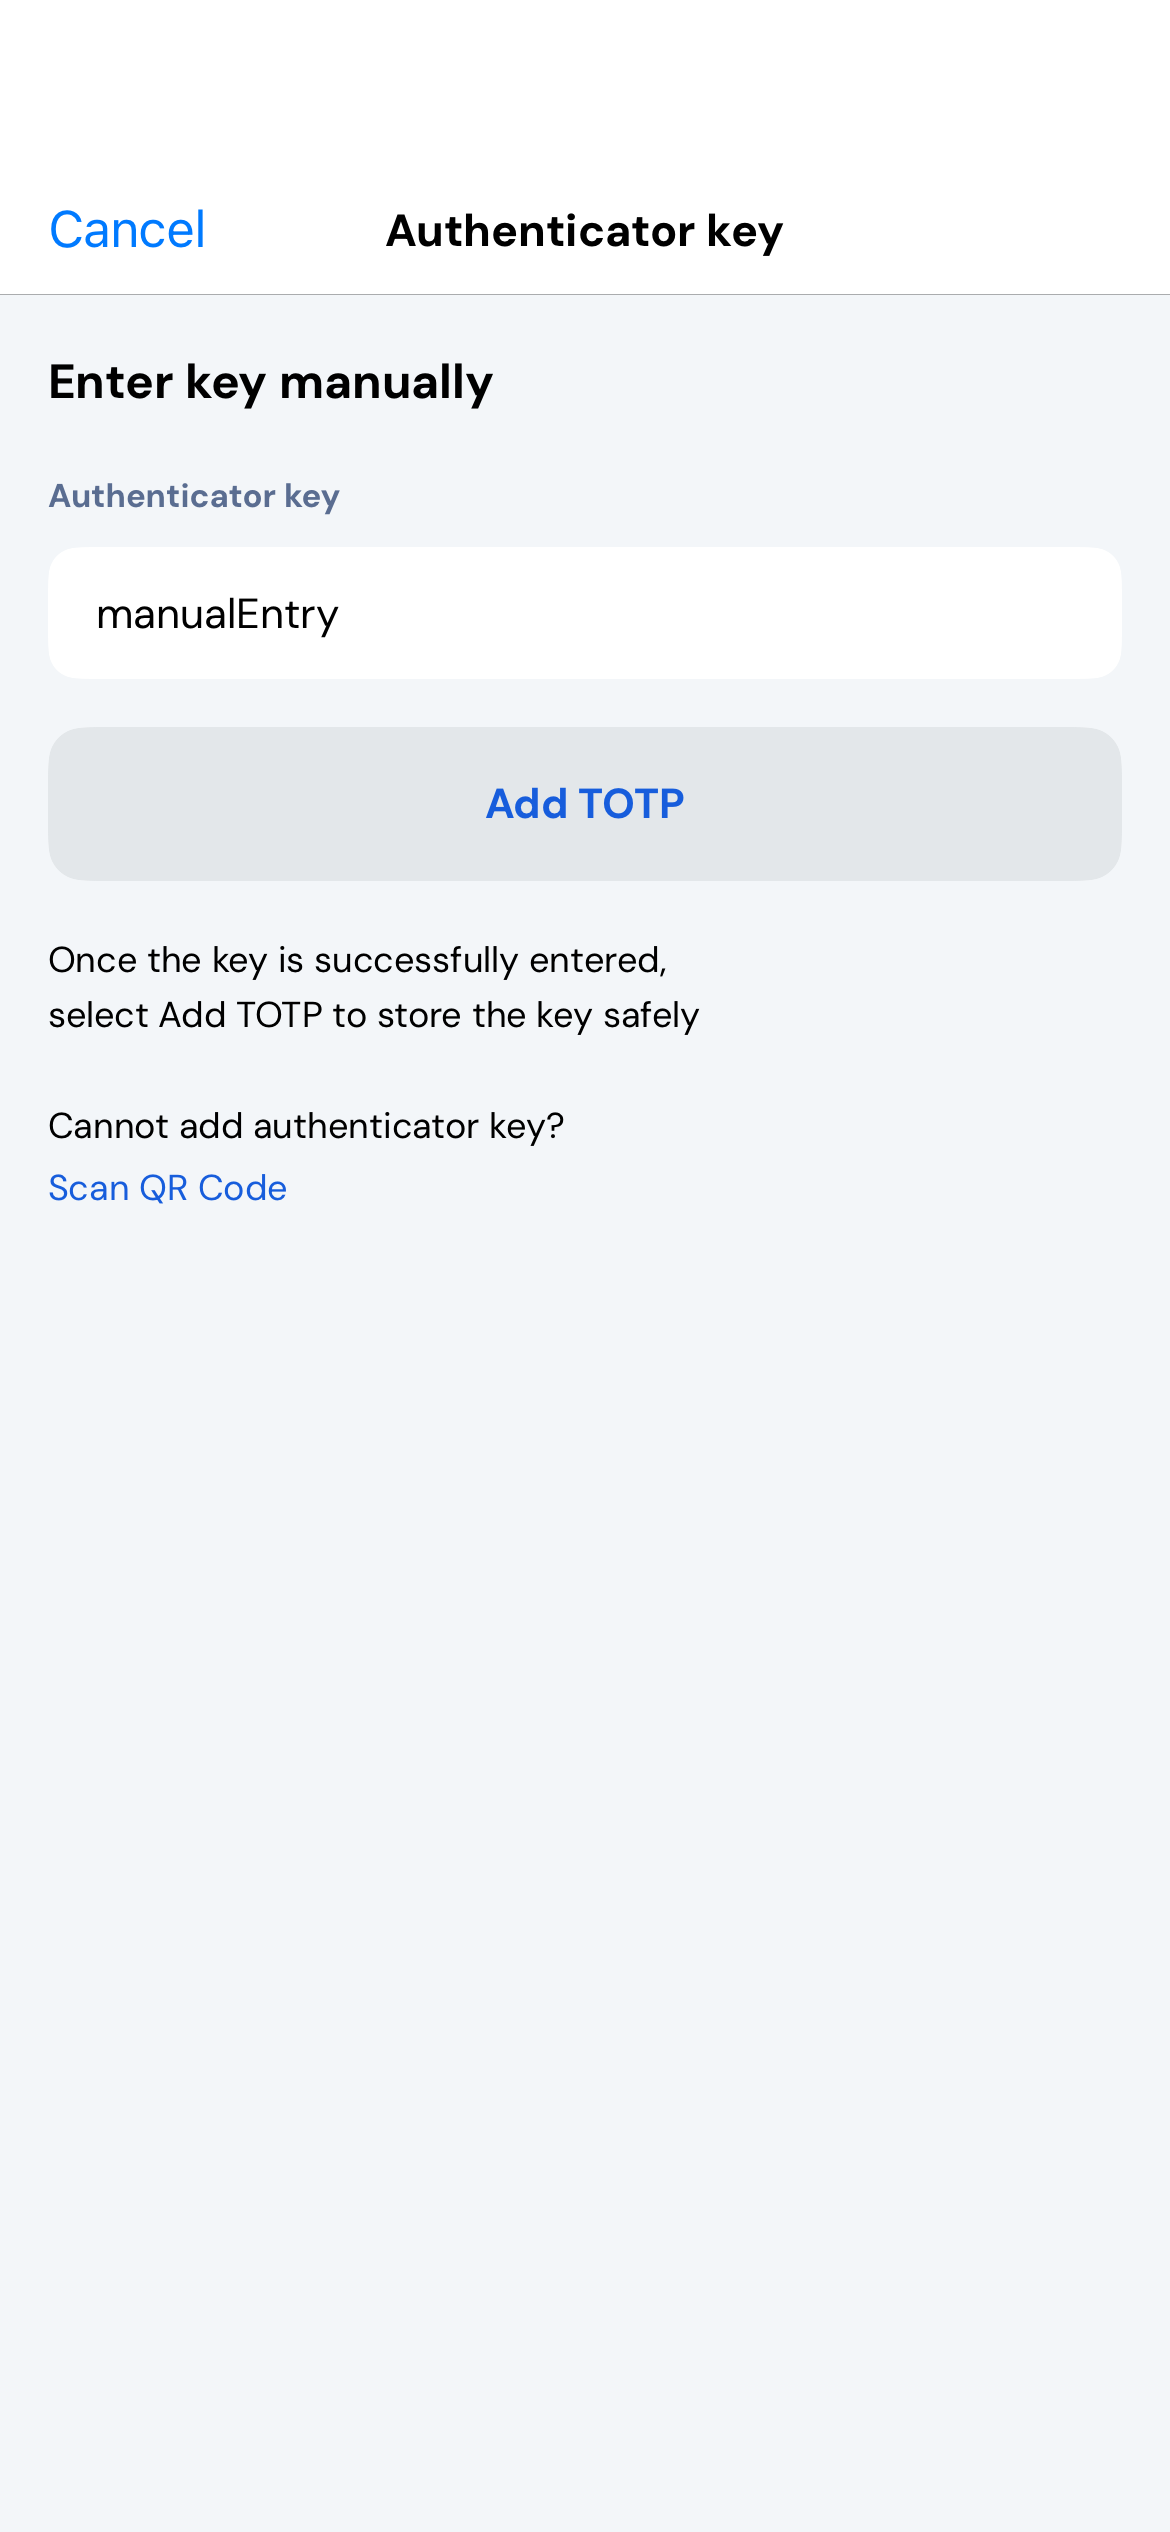 Cancel
Authenticator key
Enter key manually
Authenticator key
manualEntry
Add TOTP
Once the key is successfully entered,
select Add TOTP to store the key safely
Cannot add authenticator key?
Scan QR Code